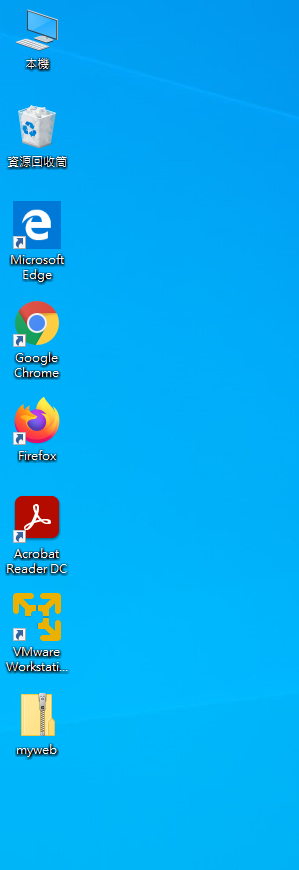 本機
資源回收筒
Microsoft
Edge
Google
Chrome
Firefox
Acrobat
Reader DC
VMware
Workstati...
myweb